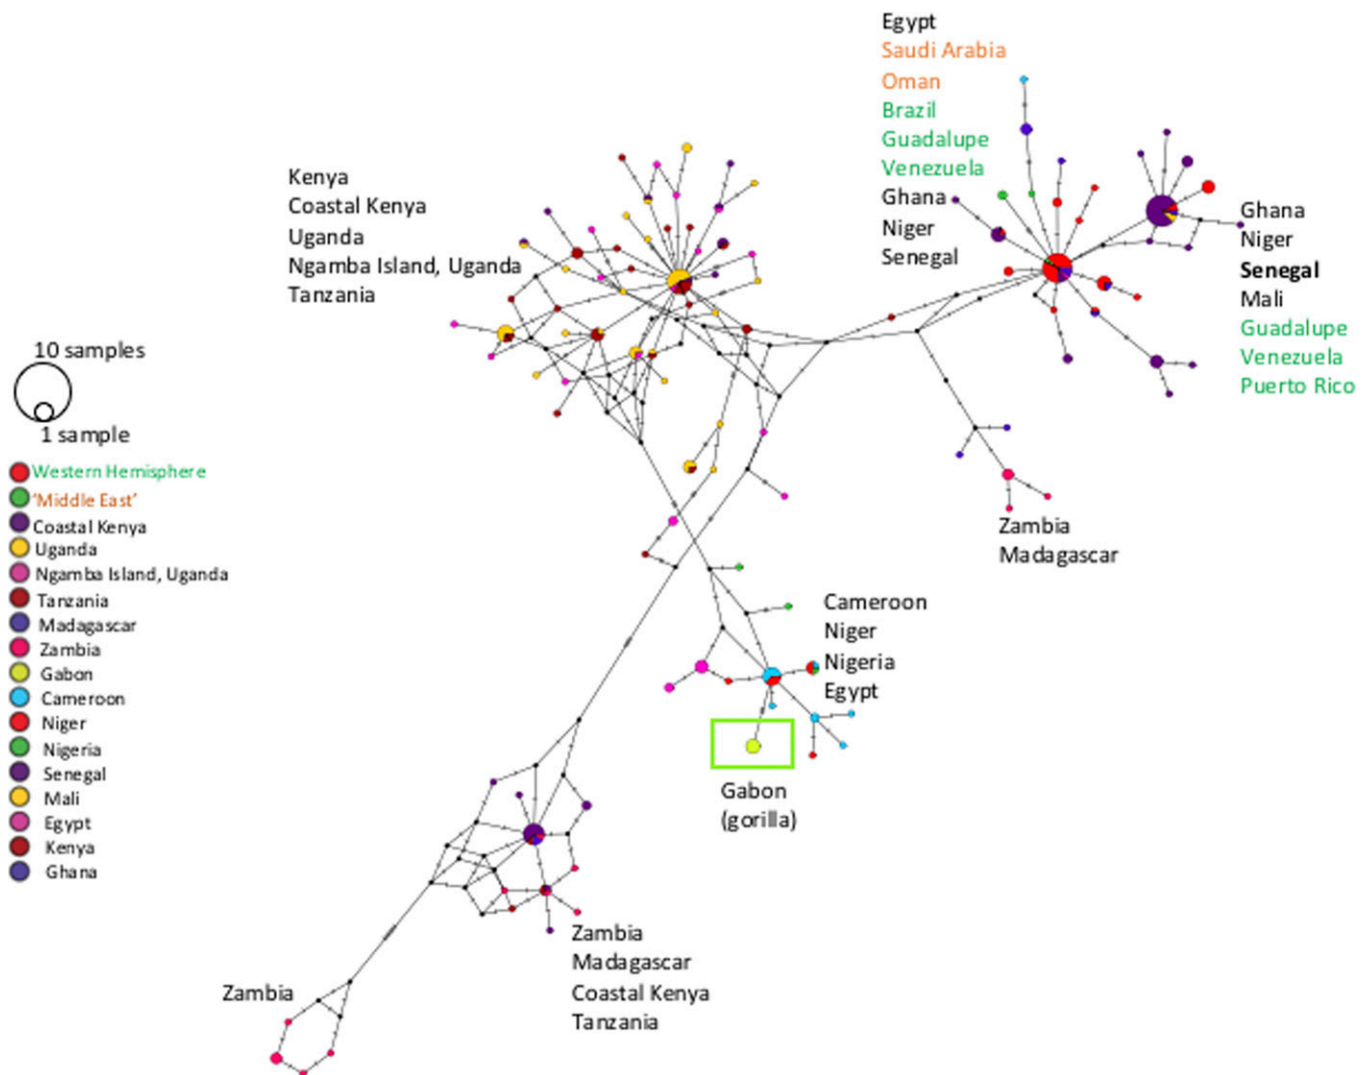 Egypt
Saudi Arabia
Oman
Brazil
Guadalupe
Venezuela
Ghana
Niger
Senegal
Ghana
Niger
Senegal
Mali
Guadalupe
Venezuela
Puerto Rico
Kenya
Coastal Kenya
Uganda
Ngamba Island, Uganda
Tanzania
10 samples
1 sample
Western Hemisphere
‘Middle East’
Coastal Kenya
Uganda
Ngamba Island, Uganda
Tanzania
Madagascar
Zambia
Gabon
Cameroon
Niger
Nigeria
Senegal
Mali
Egypt
Kenya
Ghana
Zambia
Madagascar
Cameroon
Niger
Nigeria
Egypt
Gabon
(gorilla)
Zambia
Madagascar
Coastal Kenya
Tanzania
Zambia